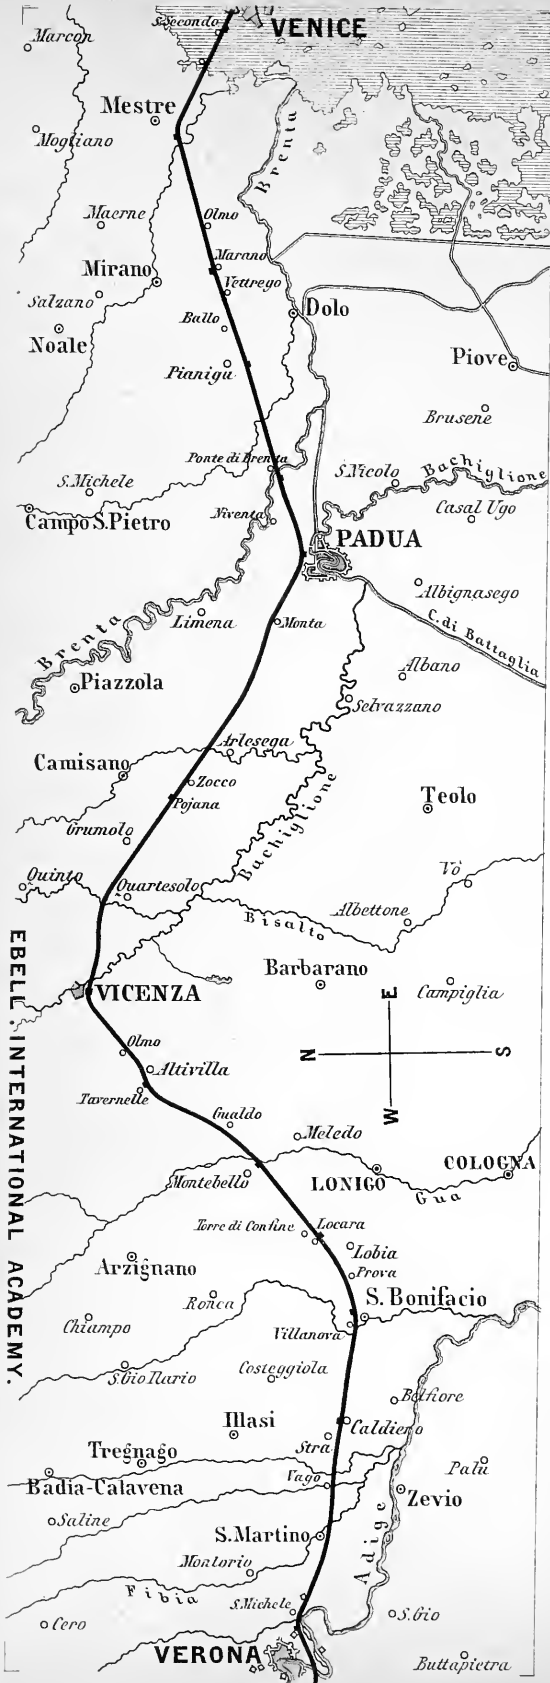 S. Secondo
VENICE
Marcon
Mestre
Mogliano
Brenta
Maerne
Olmo
Marano
Mirano
Vettrego
Salzano
Dolo
Ballo
Noale
Piove
Pianigu
Brusene
Ponte di Brenta
S. Nicolo
Bachiglione
S. Michele
Casal Ugo
Campo S. Pietro
Niventa
PADUA
Albignasego
Limena
Monta
C. di Battaglia
Brenta
Albano
Piazzola
Selvazzano
Arlesega
Camisano
Zocco
Pojana
Teolo
Bachiglione
Grumolo
Vò
Quinto
Quartesolo
Albettone
Bisalto
EBELL. INTERNATIONAL ACADEMY.
Barbarano
VICENZA
Campiglia
E
N
S
W
Olmo
Altivilla
Tavernelle
Gualdo
Meledo
COLOGNA
Montebello
LONIGO
Gua
Torre di Confine
Locara
Lobia
Arzignano
Prova
Ronca
S. Bonifacio
Chiampo
Villanova
Costeggiola
S. Gio Ilario
Belfiore
Illasi
Caldiero
Stra
Tregnago
Palù
Vago
Badia-Calavena
Zevio
Saline
S. Martino
Adige
Montorio
Fibia
S. Michele
S. Gio
Cero
VERONA
Buttapietra